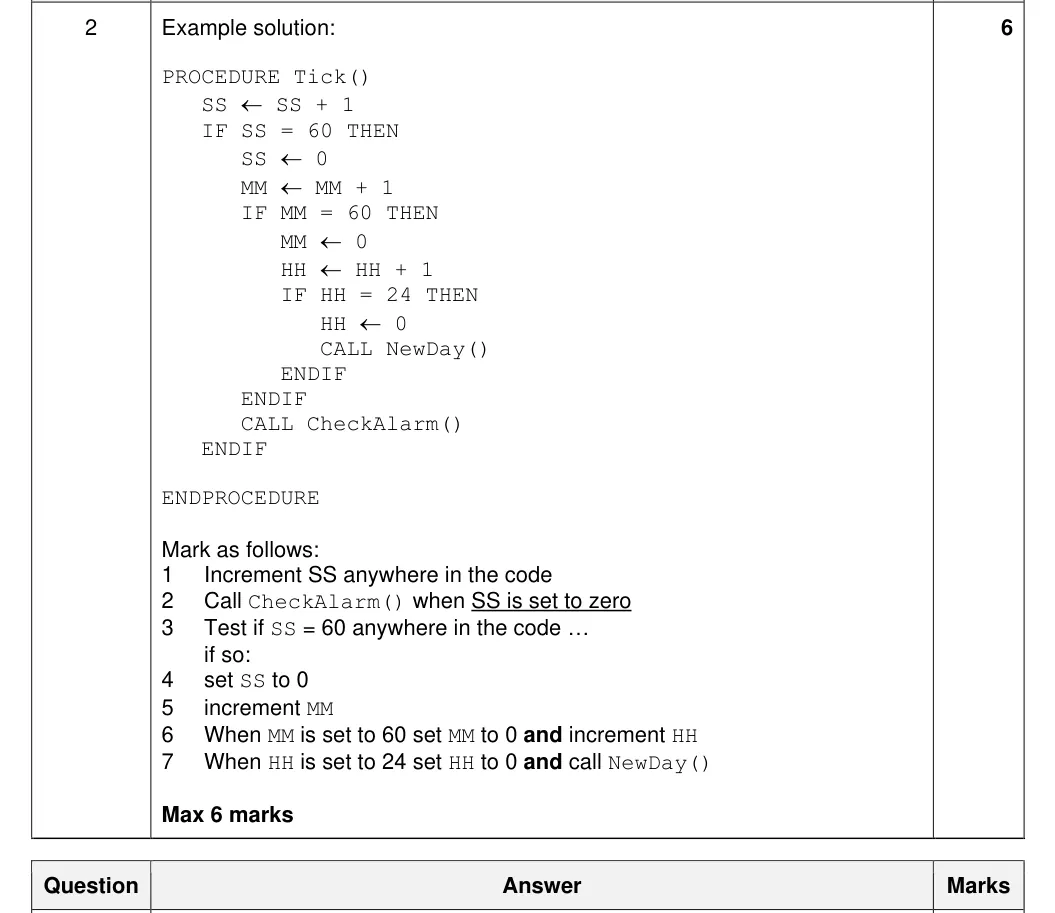 2 Example solution: 6
PROCEDURE Tick()
SS ← SS + 1
IF SS = 60 THEN
SS ← 0
MM ← MM + 1
IF MM = 60 THEN
MM ← 0
HH ← HH + 1
IF HH = 24 THEN
HH ← 0
CALL NewDay()
ENDIF
ENDIF
CALL CheckAlarm()
ENDIF
ENDPROCEDURE
Mark as follows:
1 Increment SS anywhere in the code
2 Call CheckAlarm() when SS is set to zero
3 Test if SS = 60 anywhere in the code …
if so:
4 set SS to 0
5 increment MM
6 When MM is set to 60 set MM to 0 and increment HH
7 When HH is set to 24 set HH to 0 and call NewDay()
Max 6 marks
Question Answer Marks